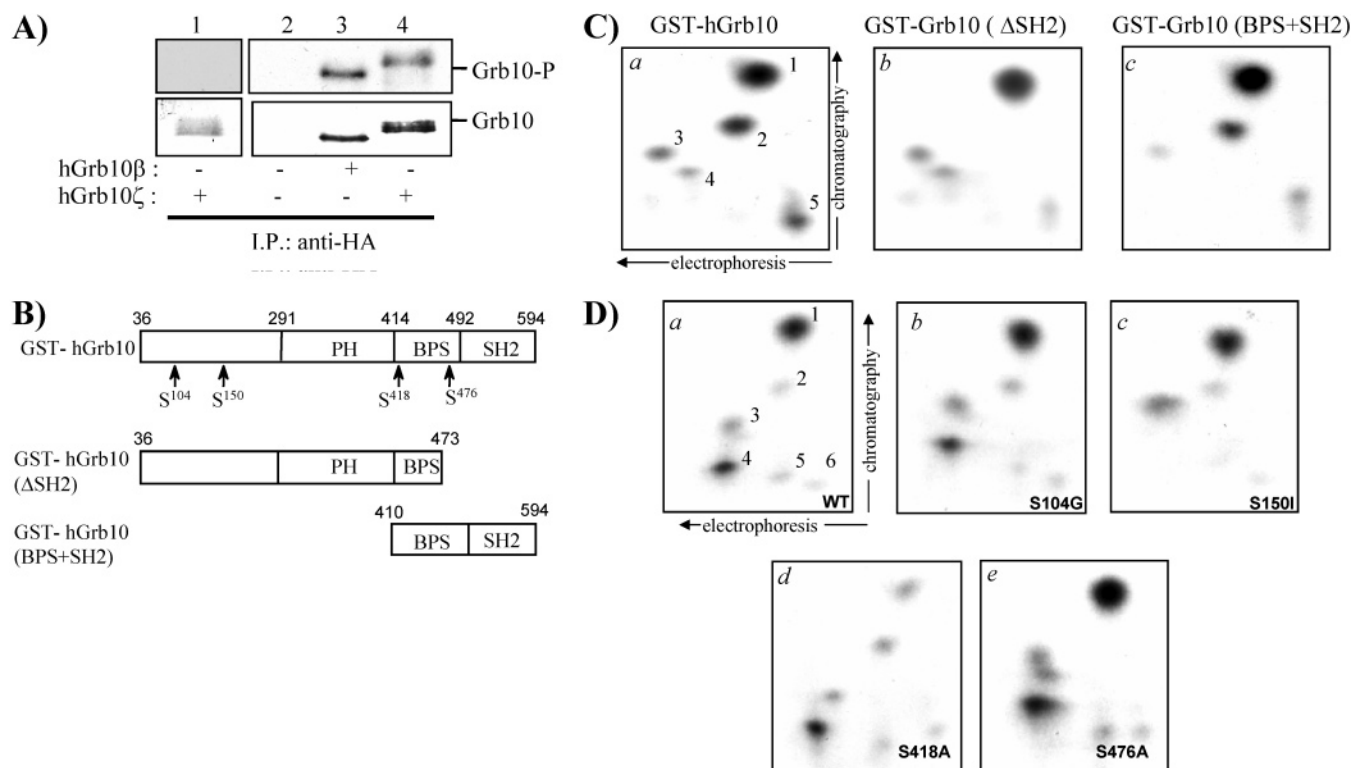 A)
1 2 3 4
Grb10-P
Grb10
hGrb10β : - - + -
hGrb10ζ : + - - +
I.P.: anti-HA
B)
36 291 414 492 594
GST- hGrb10 PH BPS SH2
S104 S150 S418 S476
36 473
GST- hGrb10 (ΔSH2) PH BPS
410 594
GST- hGrb10 (BPS+SH2) BPS SH2
C)
GST-hGrb10 GST-Grb10 ( ΔSH2) GST-Grb10 (BPS+SH2)
a 1 2 3 4 5
chromatography
electrophoresis
b
c
D)
a 1 2 3 4 5 6 WT
chromatography
electrophoresis
b S104G
c S150I
d S418A
e S476A